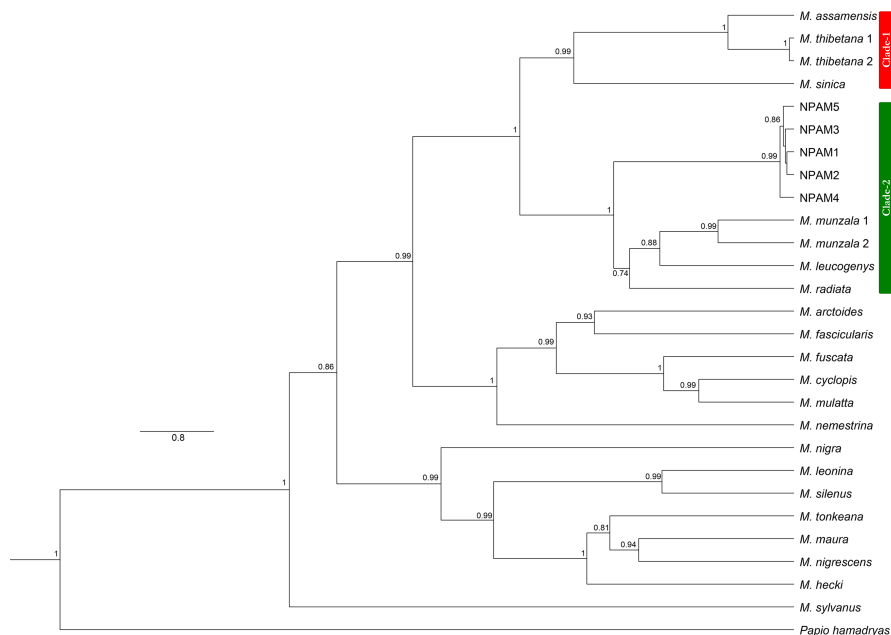 M. assamensis
1
M. thibetana 1
1
Clade-1
0.99
M. thibetana 2
M. sinica
NPAM5
0.86
NPAM3
1
NPAM1
0.99
NPAM2
Clade-2
NPAM4
1
M. munzala 1
0.99
M. munzala 2
0.88
0.99
M. leucogenys
0.74
M. radiata
M. arctoides
0.93
M. fascicularis
0.99
M. fuscata
0.86
1
M. cyclopis
1
0.99
M. mulatta
M. nemestrina
0.8
M. nigra
M. leonina
0.99
0.99
1
M. silenus
0.99
M. tonkeana
0.81
M. maura
0.94
1
1
M. nigrescens
M. hecki
M. sylvanus
Papio hamadryas